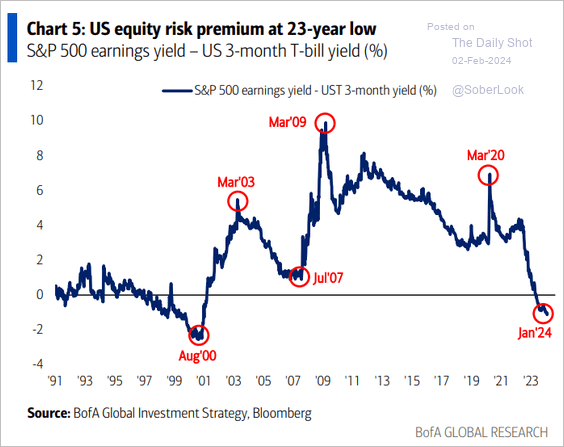 Chart 5: US equity risk premium at 23-year low
S&P 500 earnings yield – US 3-month T-bill yield (%)
Posted on
The Daily Shot
02-Feb-2024
@SoberLook
S&P 500 earnings yield - UST 3-month yield (%)
12
10
8
6
4
2
0
-2
-4
Mar'09
Mar'03
Mar'20
Jul'07
Aug'00
Jan'24
'91 '93 '95 '97 '99 '01 '03 '05 '07 '09 '11 '13 '15 '17 '19 '21 '23
Source: BofA Global Investment Strategy, Bloomberg
BofA GLOBAL RESEARCH